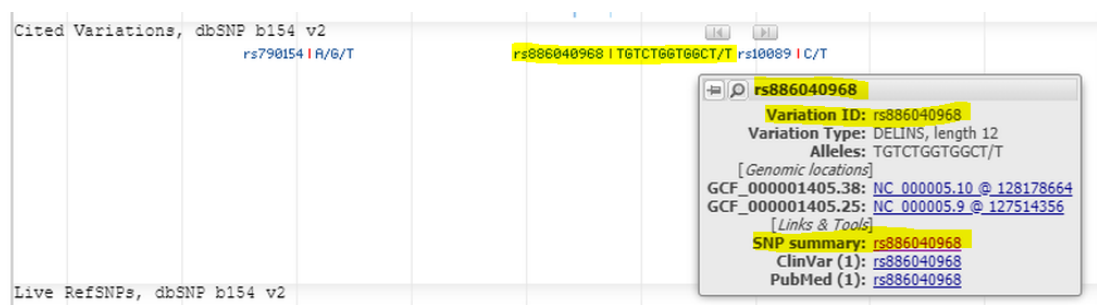 Cited Variations, dbSNP b154 v2
rs790154 | A/G/T rs886040968 | TGTCTGGTGGCT/T rs10089 | C/T
rs886040968
Variation ID: rs886040968
Variation Type: DELINS, length 12
Alleles: TGTCTGGTGGCT/T
[Genomic locations]
GCF_000001405.38: NC_000005.10 @ 128178664
GCF_000001405.25: NC_000005.9 @ 127514356
[Links & Tools]
SNP summary: rs886040968
ClinVar (1): rs886040968
PubMed (1): rs886040968
Live RefSNPs, dbSNP b154 v2